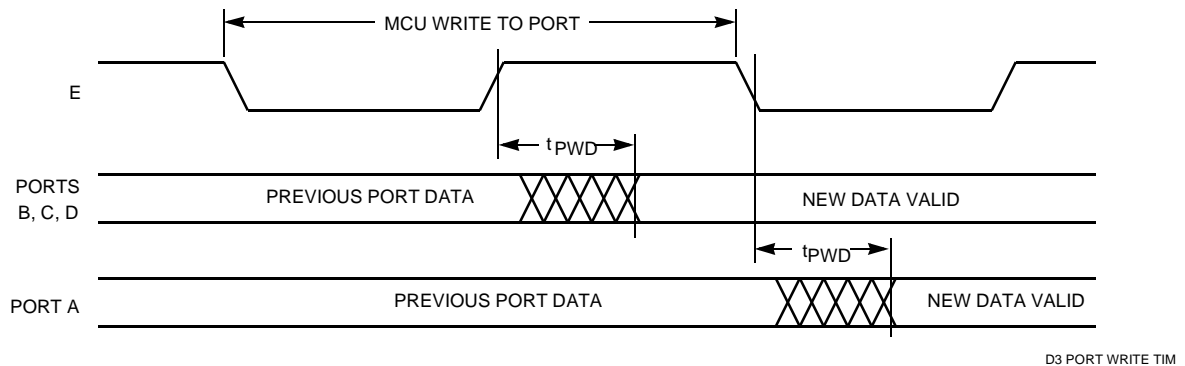 MCU WRITE TO PORT
E
t PWD
PORTS
B, C, D
PREVIOUS PORT DATA
NEW DATA VALID
tPWD
PORT A
PREVIOUS PORT DATA
NEW DATA VALID
D3 PORT WRITE TIM